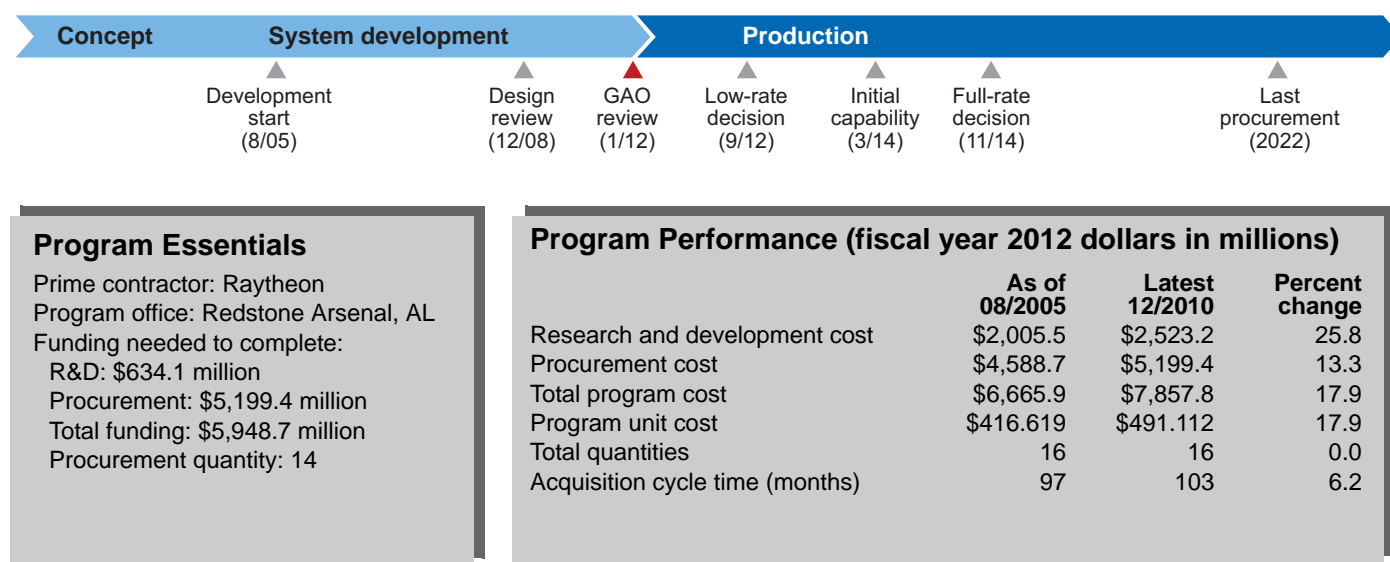 Concept System development Production
Development start (8/05)
Design review (12/08)
GAO review (1/12)
Low-rate decision (9/12)
Initial capability (3/14)
Full-rate decision (11/14)
Last procurement (2022)
Program Essentials
Prime contractor: Raytheon
Program office: Redstone Arsenal, AL
Funding needed to complete:
R&D: $634.1 million
Procurement: $5,199.4 million
Total funding: $5,948.7 million
Procurement quantity: 14
Program Performance (fiscal year 2012 dollars in millions)
As of 08/2005 Latest 12/2010 Percent change
Research and development cost $2,005.5 $2,523.2 25.8
Procurement cost $4,588.7 $5,199.4 13.3
Total program cost $6,665.9 $7,857.8 17.9
Program unit cost $416.619 $491.112 17.9
Total quantities 16 16 0.0
Acquisition cycle time (months) 97 103 6.2